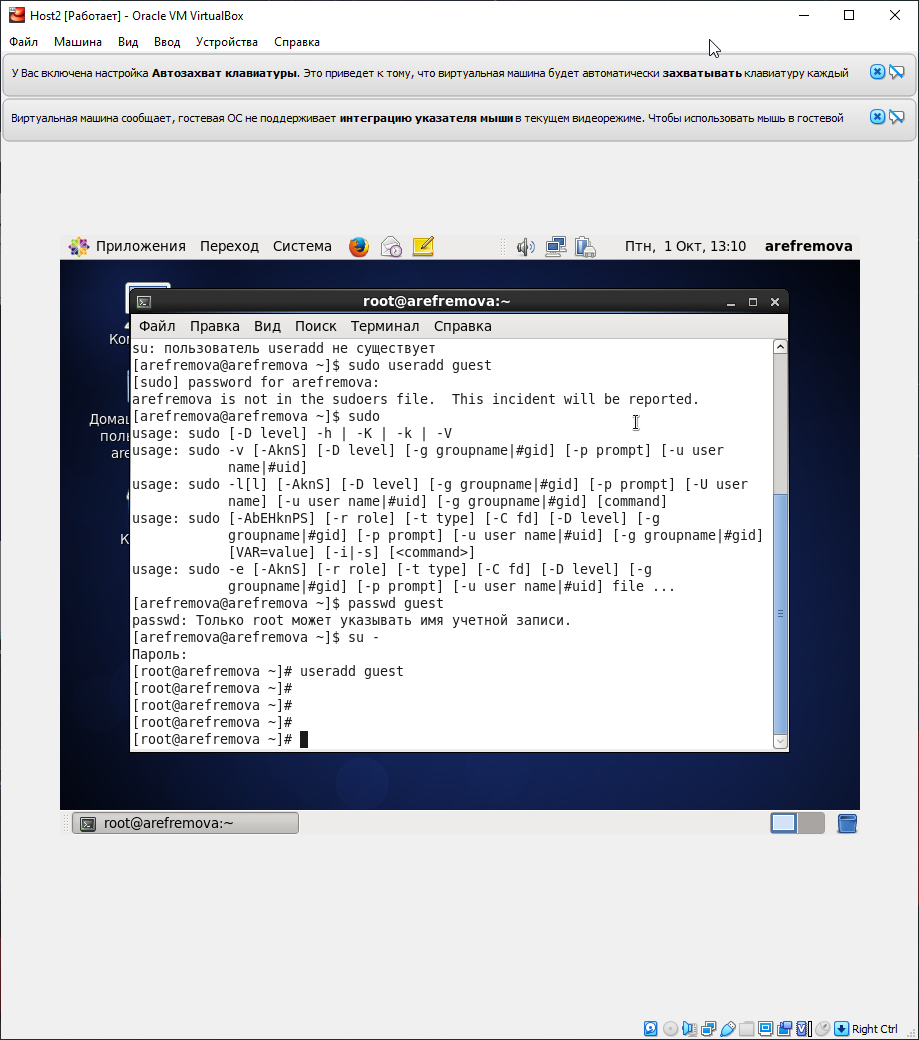 Host2 [Работает] - Oracle VM VirtualBox
Файл Машина Вид Ввод Устройства Справка
У Вас включена настройка Автозахват клавиатуры. Это приведет к тому, что виртуальная машина будет автоматически захватывать клавиатуру каждый
Виртуальная машина сообщает, гостевая ОС не поддерживает интеграцию указателя мыши в текущем видеорежиме. Чтобы использовать мышь в гостевой
Приложения Переход Система Птн, 1 Окт, 13:10 arefremova
root@arefremova:~
Файл Правка Вид Поиск Терминал Справка
su: пользователь useradd не существует
[arefremova@arefremova ~]$ sudo useradd guest
[sudo] password for arefremova:
arefremova is not in the sudoers file.  This incident will be reported.
[arefremova@arefremova ~]$ sudo
usage: sudo [-D level] -h | -K | -k | -V
usage: sudo -v [-AknS] [-D level] [-g groupname|#gid] [-p prompt] [-u user
name|#uid]
usage: sudo -l[l] [-AknS] [-D level] [-g groupname|#gid] [-p prompt] [-U user
name] [-u user name|#uid] [-g groupname|#gid] [command]
usage: sudo [-AbEHknPS] [-r role] [-t type] [-C fd] [-D level] [-g
groupname|#gid] [-p prompt] [-u user name|#uid] [-g groupname|#gid]
[VAR=value] [-i|-s] [<command>]
usage: sudo -e [-AknS] [-r role] [-t type] [-C fd] [-D level] [-g
groupname|#gid] [-p prompt] [-u user name|#uid] file ...
[arefremova@arefremova ~]$ passwd guest
passwd: Только root может указывать имя учетной записи.
[arefremova@arefremova ~]$ su -
Пароль:
[root@arefremova ~]# useradd guest
[root@arefremova ~]#
[root@arefremova ~]#
[root@arefremova ~]#
[root@arefremova ~]#
root@arefremova:~
Right Ctrl